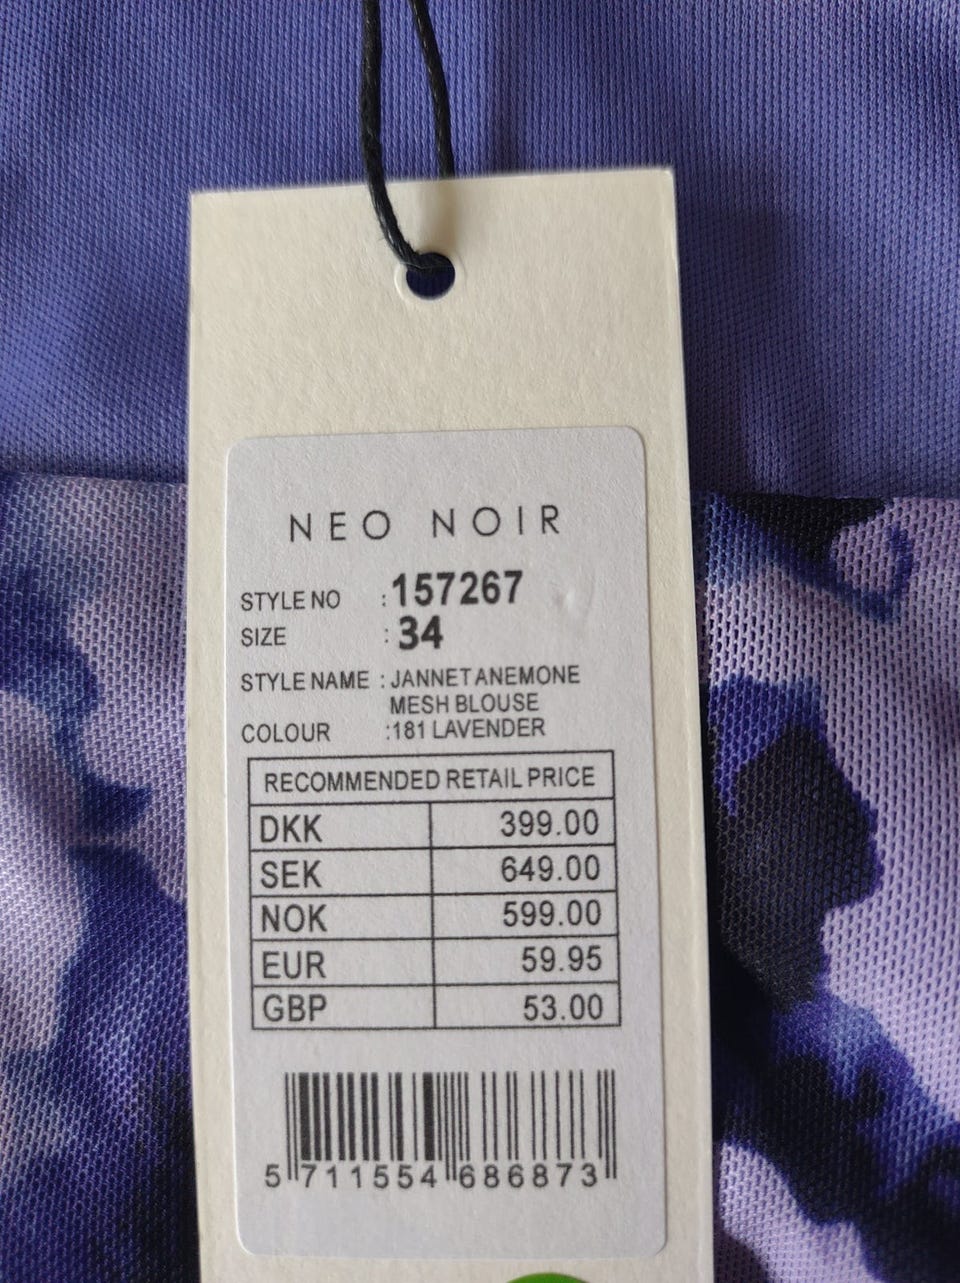 NEO NOIR
STYLE NO : 157267
SIZE : 34
STYLE NAME : JANNET ANEMONE
MESH BLOUSE
COLOUR :181 LAVENDER
RECOMMENDED RETAIL PRICE
DKK 399.00
SEK 649.00
NOK 599.00
EUR 59.95
GBP 53.00
5 711554 686873